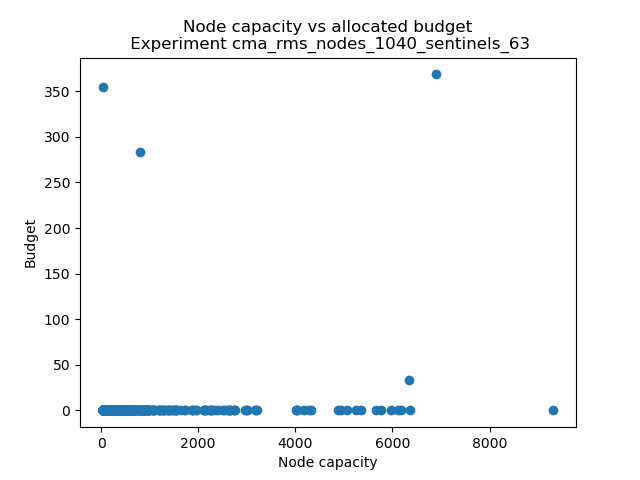 Node capacity vs allocated budget
Experiment cma_rms_nodes_1040_sentinels_63
350
300
250
200
150
100
50
0
Budget
0 2000 4000 6000 8000
Node capacity